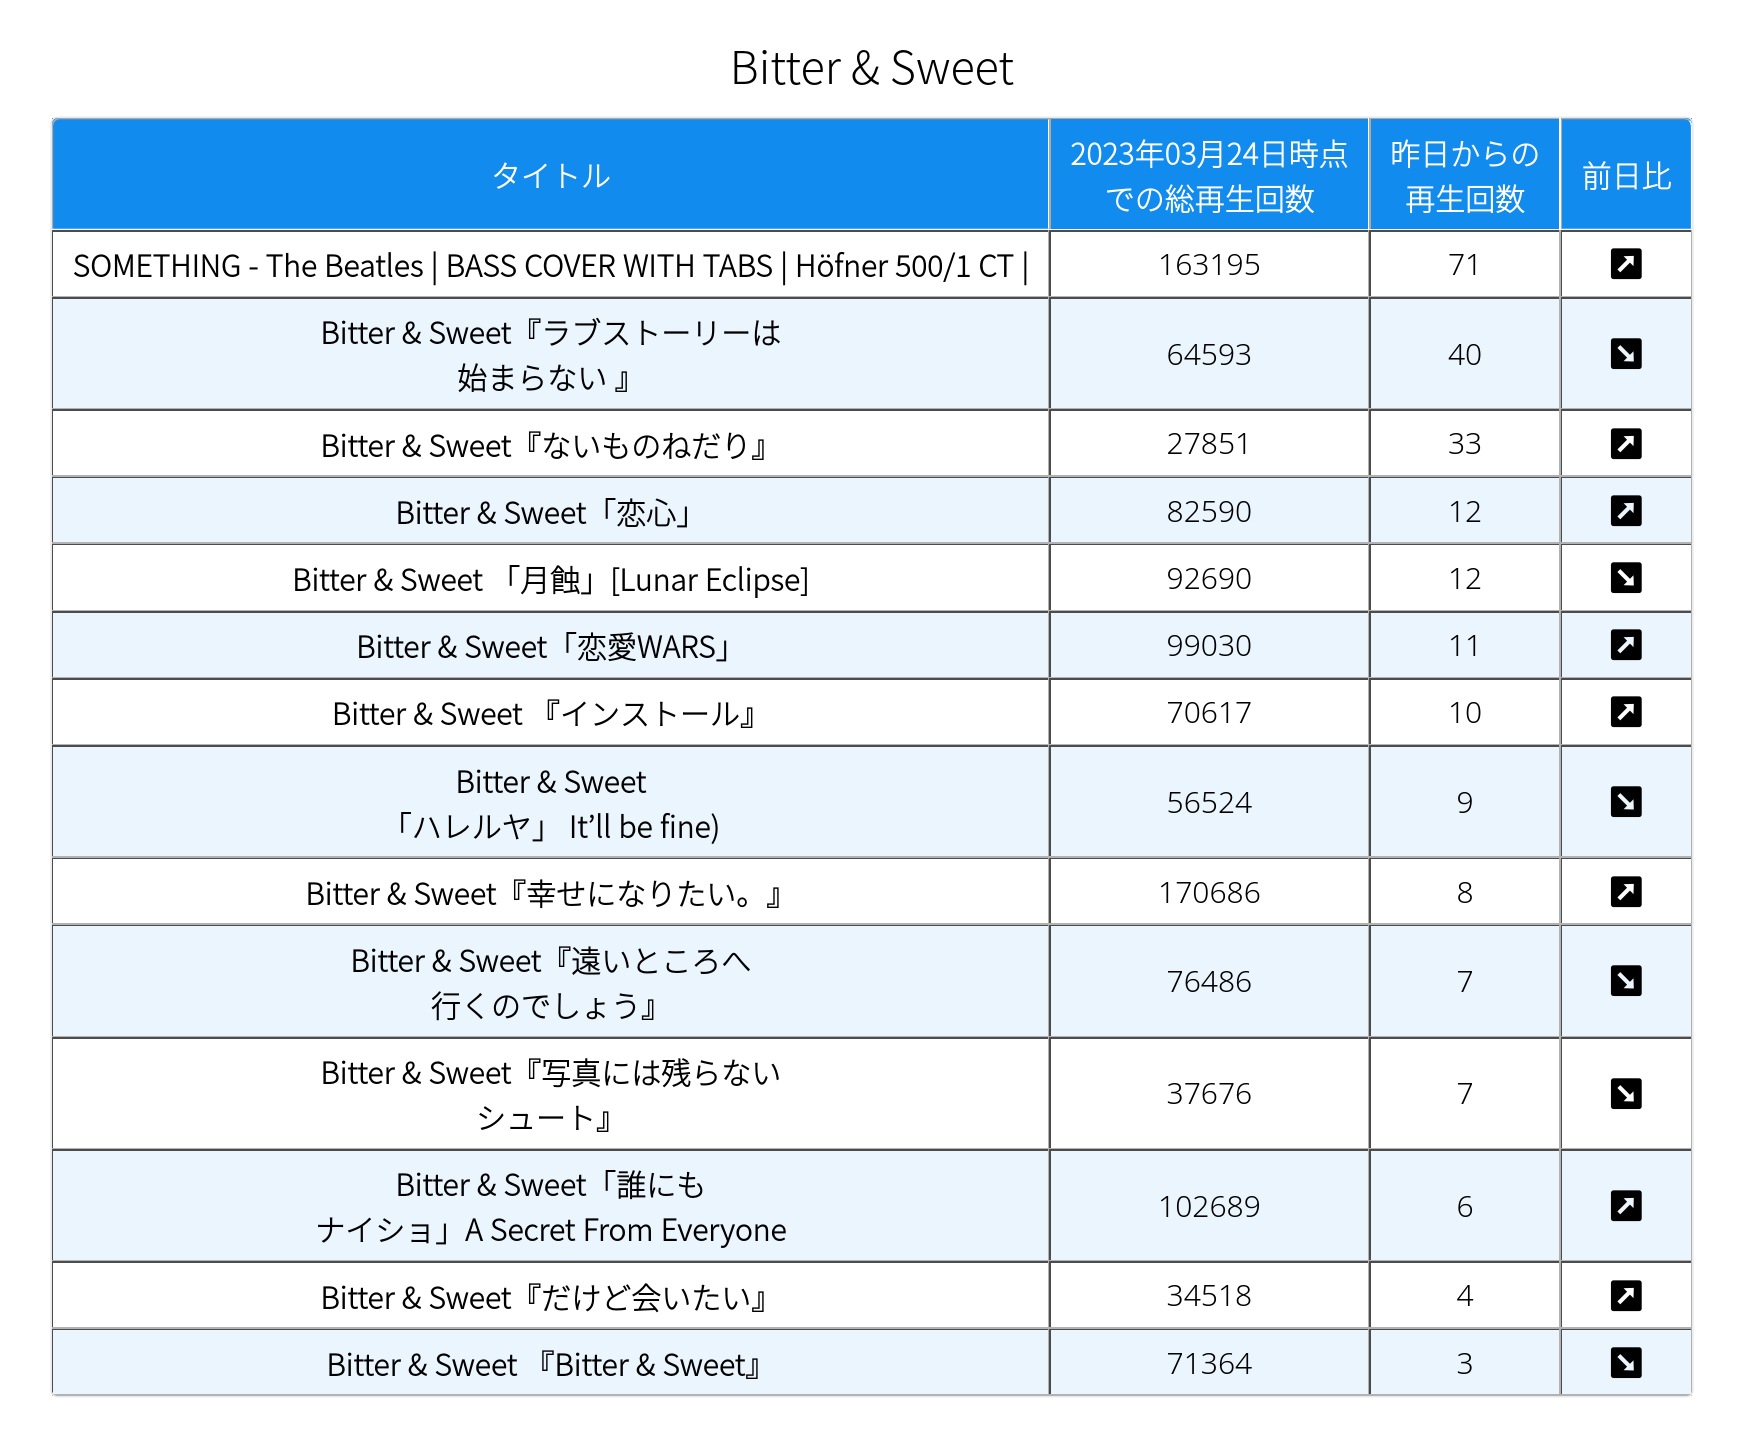 Bitter & Sweet
タイトル
2023年03月24日時点
での総再生回数
昨日からの
再生回数
前日比
SOMETHING - The Beatles | BASS COVER WITH TABS | Höfner 500/1 CT | 163195 71
Bitter & Sweet『ラブストーリーは
始まらない 』 64593 40
Bitter & Sweet『ないものねだり』 27851 33
Bitter & Sweet「恋心」 82590 12
Bitter & Sweet 「月蝕」[Lunar Eclipse] 92690 12
Bitter & Sweet「恋愛WARS」 99030 11
Bitter & Sweet 『インストール』 70617 10
Bitter & Sweet
「ハレルヤ」 It’ll be fine) 56524 9
Bitter & Sweet『幸せになりたい。』 170686 8
Bitter & Sweet『遠いところへ
行くのでしょう』 76486 7
Bitter & Sweet『写真には残らない
シュート』 37676 7
Bitter & Sweet「誰にも
ナイショ」A Secret From Everyone 102689 6
Bitter & Sweet『だけど会いたい』 34518 4
Bitter & Sweet 『Bitter & Sweet』 71364 3